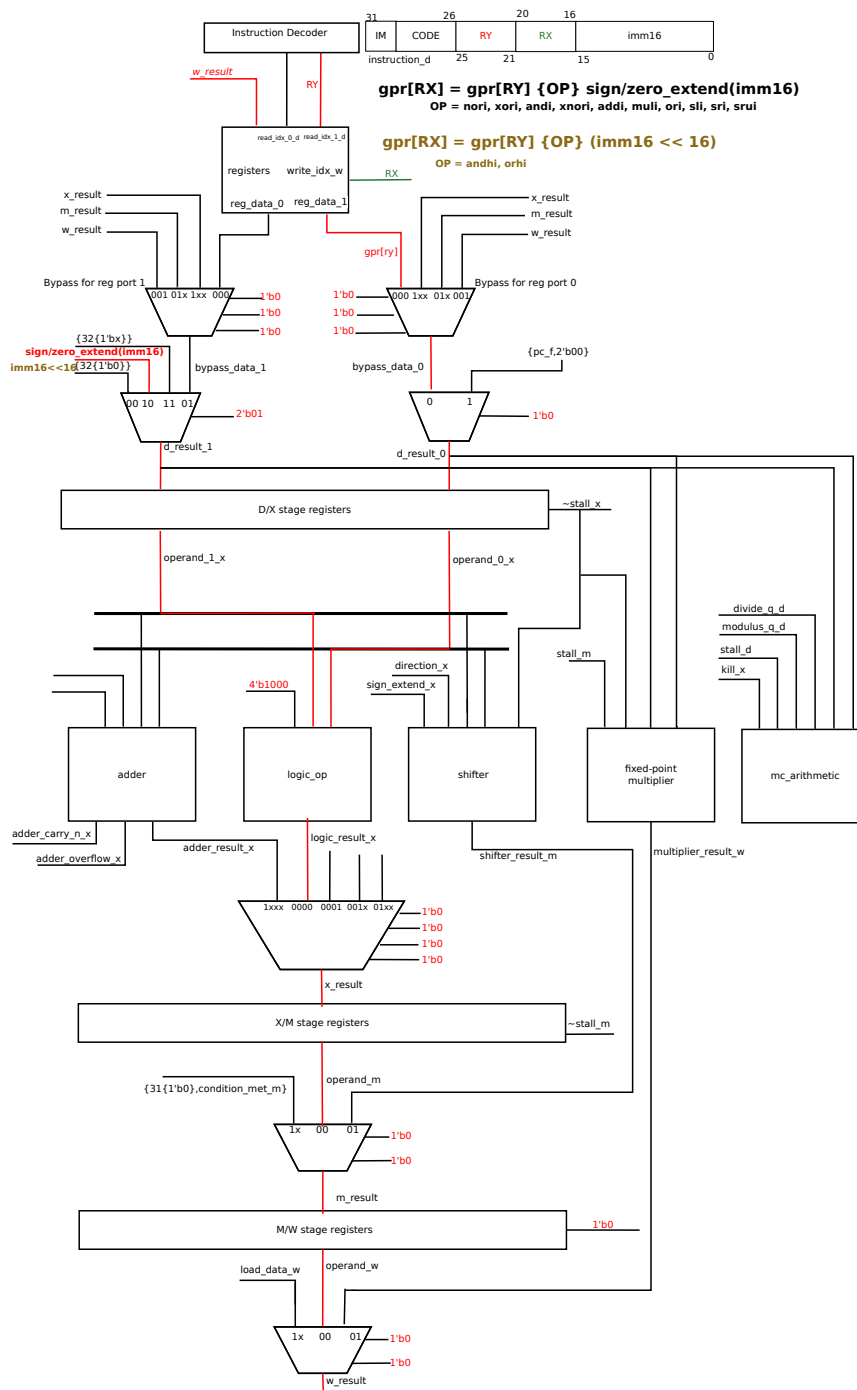 31
26
20
16
Instruction Decoder
IM
CODE
RY
RX
imm16
instruction_d
25
21
15
0
w_result
RY
gpr[RX] = gpr[RY] {OP} sign/zero_extend(imm16)
OP = nori, xori, andi, xnori, addi, muli, ori, sli, sri, srui
gpr[RX] = gpr[RY] {OP} (imm16 << 16)
OP = andhi, orhi
read_idx_0_d
read_idx_1_d
registers
write_idx_w
RX
reg_data_0
reg_data_1
x_result
m_result
w_result
x_result
m_result
w_result
gpr[ry]
Bypass for reg port 1
001 01x 1xx 000
1'b0
1'b0
1'b0
1'b0
1'b0
1'b0
000 1xx 01x 001
Bypass for reg port 0
{32{1'bx}}
sign/zero_extend(imm16)
imm16<<16
{32{1'b0}}
bypass_data_1
bypass_data_0
{pc_f,2'b00}
00 10 11 01
2'b01
0 1
1'b0
d_result_1
d_result_0
D/X stage registers
~stall_x
operand_1_x
operand_0_x
divide_q_d
modulus_q_d
stall_d
kill_x
stall_m
direction_x
sign_extend_x
4'b1000
adder
logic_op
shifter
fixed-point
multiplier
mc_arithmetic
adder_carry_n_x
adder_overflow_x
adder_result_x
logic_result_x
shifter_result_m
multiplier_result_w
1xxx 0000 0001 001x 01xx
1'b0
1'b0
1'b0
1'b0
x_result
X/M stage registers
~stall_m
operand_m
{31{1'b0},condition_met_m}
1x 00 01
1'b0
1'b0
m_result
M/W stage registers
1'b0
operand_w
load_data_w
1x 00 01
1'b0
1'b0
w_result